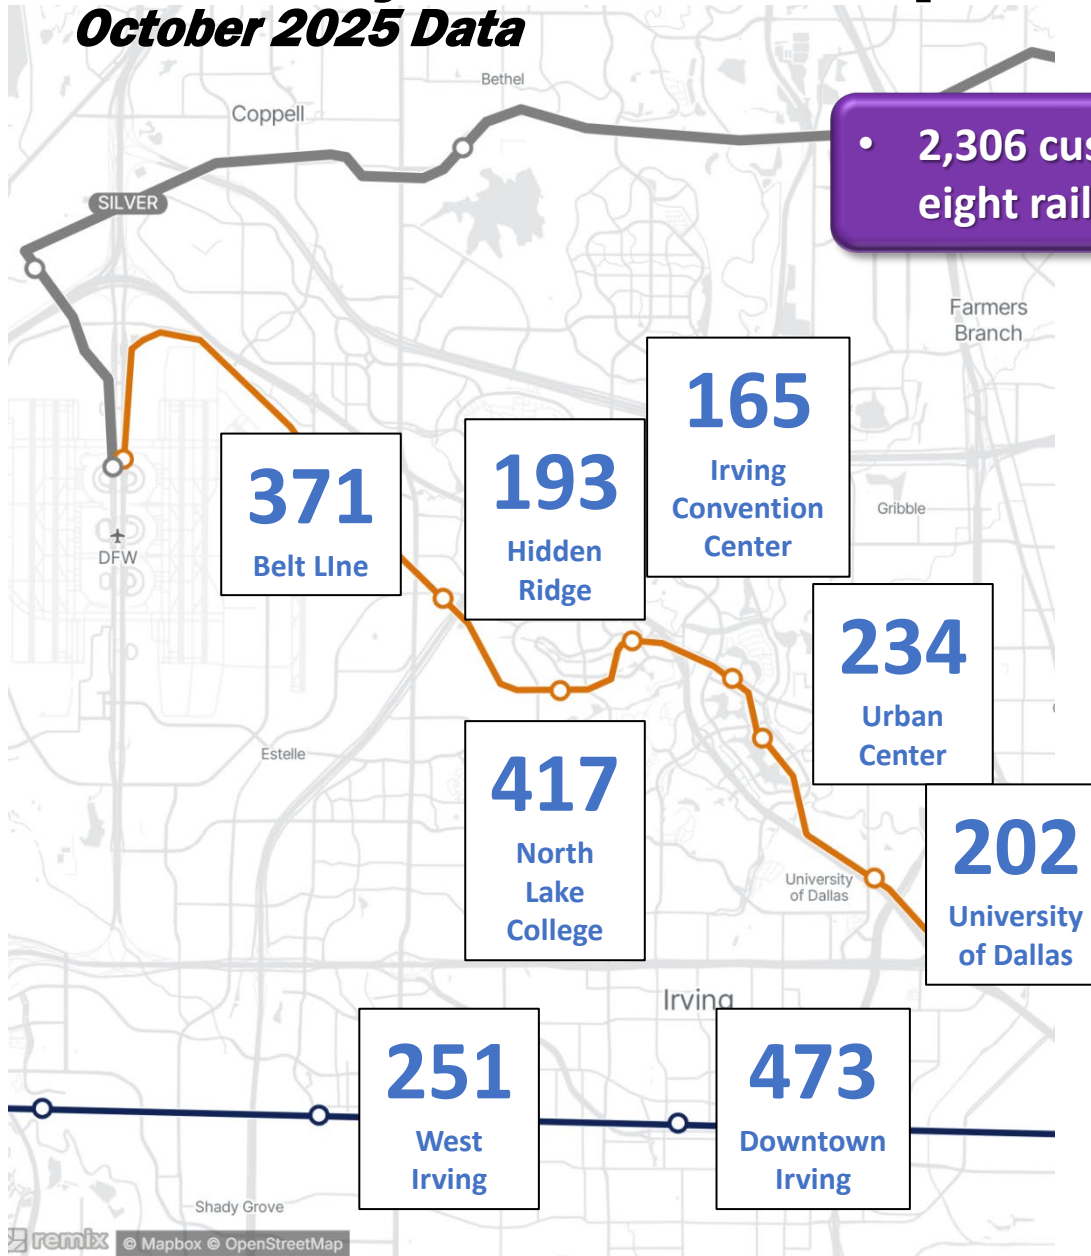 October 2025 Data
Bethel
Coppell
• 2,306 cus
eight rail
SILVER
Farmers
Branch
165
Irving
Convention
Center
193
Hidden
Ridge
371
Belt LIne
Gribble
DFW
234
Urban
Center
Estelle
417
North
Lake
College
202
University
of Dallas
University
of Dallas
Irving
251
West
Irving
473
Downtown
Irving
Shady Grove
remix © Mapbox © OpenStreetMap